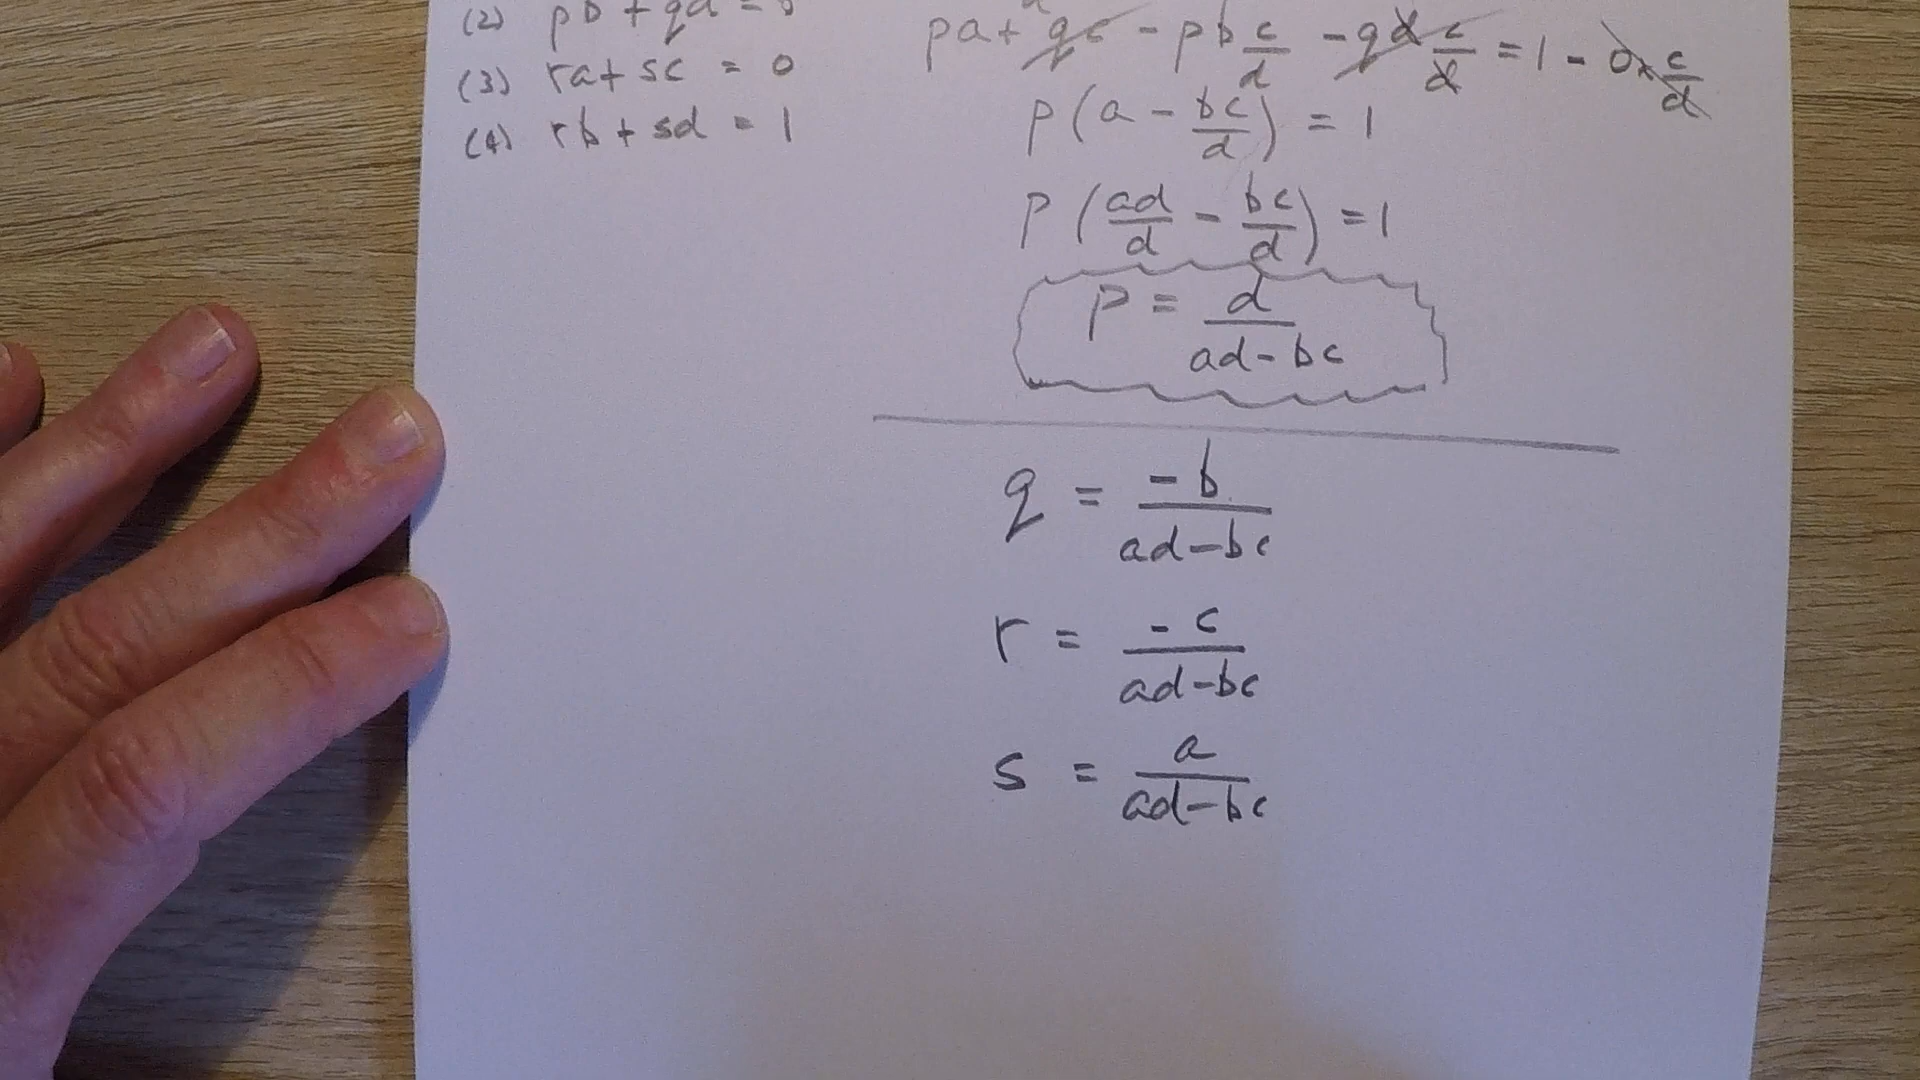 (2) pb + qd = 0
(3) ra + sc = 0
(4) rb + sd = 1
pa + qc - pb c/d - qd c/d = 1 - 0x c/d
p(a - bc/d) = 1
p(ad/d - bc/d) = 1
p = d/ad-bc
q = -b/ad-bc
r = -c/ad-bc
s = a/ad-bc